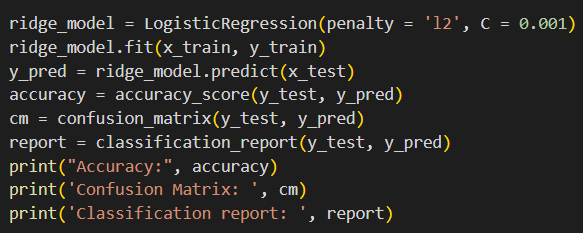 ridge_model = LogisticRegression(penalty = 'l2', C = 0.001)
ridge_model.fit(x_train, y_train)
y_pred = ridge_model.predict(x_test)
accuracy = accuracy_score(y_test, y_pred)
cm = confusion_matrix(y_test, y_pred)
report = classification_report(y_test, y_pred)
print("Accuracy:", accuracy)
print('Confusion Matrix: ', cm)
print('Classification report: ', report)